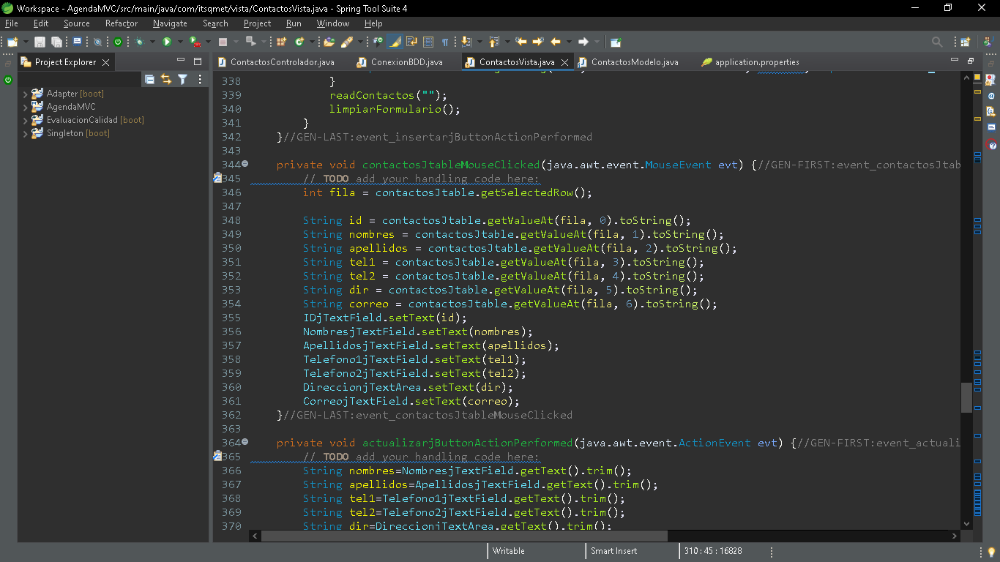 Workspace - AgendaMVC/src/main/java/com/itsqmet/vista/ContactosVista.java - Spring Tool Suite 4
File Edit Source Refactor Navigate Search Project Run Window Help
Project Explorer
ContactosControlador.java ConexionBDD.java ContactosVista.java ContactosModelo.java application.properties
Adapter [boot]
AgendaMVC
EvaluacionCalidad [boot]
Singleton [boot]
338 }
339 readContactos("");
340 limpiarFormulario();
341 }
342 }//GEN-LAST:event_insertarjButtonActionPerformed
343
344 private void contactosJtableMouseClicked(java.awt.event.MouseEvent evt) {//GEN-FIRST:event_contactosJtab
345 // TODO add your handling code here:
346 int fila = contactosJtable.getSelectedRow();
347
348 String id = contactosJtable.getValueAt(fila, 0).toString();
349 String nombres = contactosJtable.getValueAt(fila, 1).toString();
350 String apellidos = contactosJtable.getValueAt(fila, 2).toString();
351 String tel1 = contactosJtable.getValueAt(fila, 3).toString();
352 String tel2 = contactosJtable.getValueAt(fila, 4).toString();
353 String dir = contactosJtable.getValueAt(fila, 5).toString();
354 String correo = contactosJtable.getValueAt(fila, 6).toString();
355 IDjTextField.setText(id);
356 NombresjTextField.setText(nombres);
357 ApellidosjTextField.setText(apellidos);
358 Telefono1jTextField.setText(tel1);
359 Telefono2jTextField.setText(tel2);
360 DireccionjTextArea.setText(dir);
361 CorreojTextField.setText(correo);
362 }//GEN-LAST:event_contactosJtableMouseClicked
363
364 private void actualizarjButtonActionPerformed(java.awt.event.ActionEvent evt) {//GEN-FIRST:event_actuali
365 // TODO add your handling code here:
366 String nombres=NombresjTextField.getText().trim();
367 String apellidos=ApellidosjTextField.getText().trim();
368 String tel1=Telefono1jTextField.getText().trim();
369 String tel2=Telefono2jTextField.getText().trim();
370 String dir=DireccionjTextArea.getText().trim();
Writable Smart Insert 310 : 45 : 16828